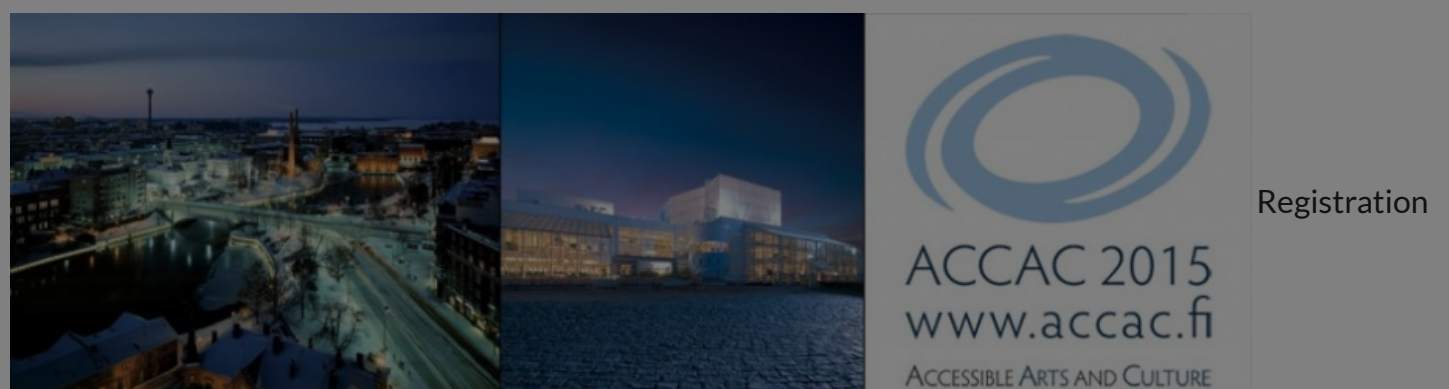 ACCAC 2015
www.accac.fi
ACCESSIBLE ARTS AND CULTURE
Registration